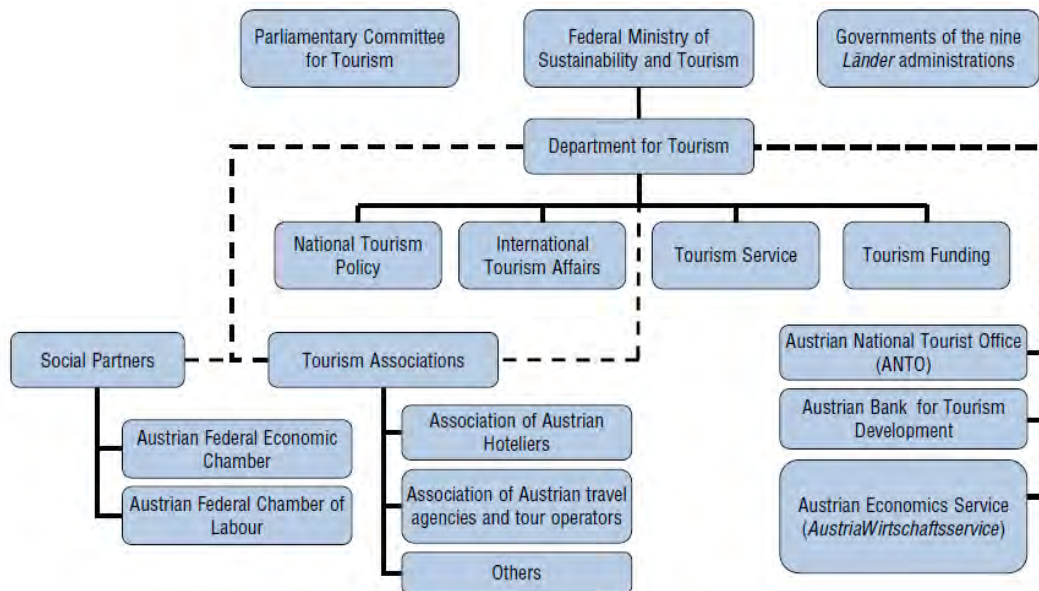 Parliamentary Committee
for Tourism
Federal Ministry of
Sustainability and Tourism
Governments of the nine
Länder administrations
Department for Tourism
National Tourism
Policy
International
Tourism Affairs
Tourism Service
Tourism Funding
Social Partners
Tourism Associations
Austrian National Tourist Office
(ANTO)
Austrian Bank for Tourism
Development
Austrian Economics Service
(AustriaWirtschaftsservice)
Austrian Federal Economic
Chamber
Austrian Federal Chamber of
Labour
Association of Austrian
Hoteliers
Association of Austrian travel
agencies and tour operators
Others